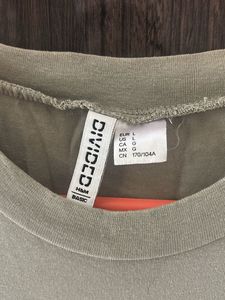 DIVIDED
H&M
BASIC
EUR L
US L
CA G
MX G
CN 170/104A